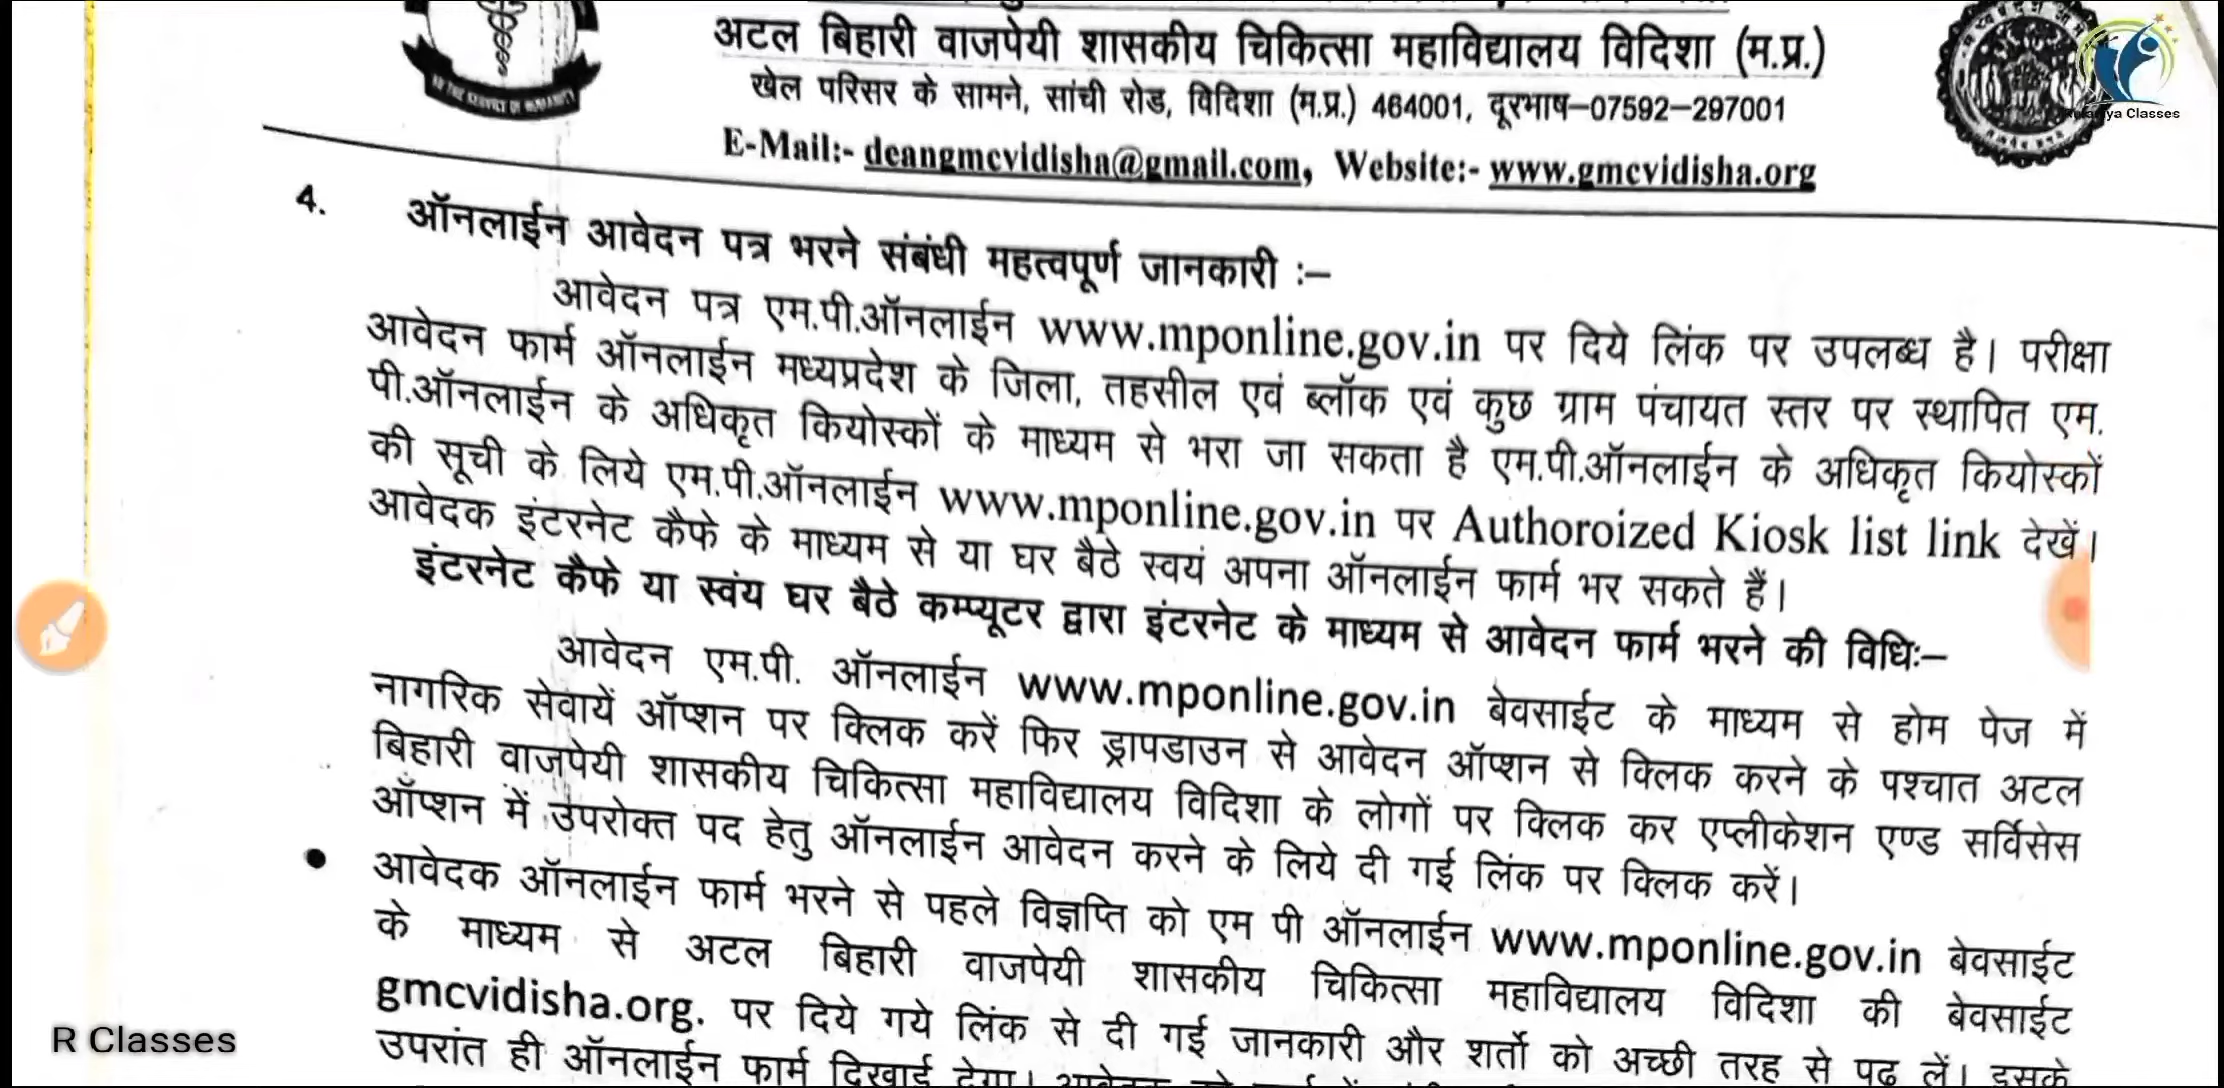 अटल बिहारी वाजपेयी शासकीय चिकित्सा महाविद्यालय विदिशा (म.प्र.)
खेल परिसर के सामने, सांची रोड, विदिशा (म.प्र.) 464001, दूरभाष–07592–297001
E-Mail:- deangmcvidisha@gmail.com, Website:- www.gmcvidisha.org
TO THE SERVICE OF HUMANITY
Classes
4. ऑनलाईन आवेदन पत्र भरने संबंधी महत्वपूर्ण जानकारी :–
आवेदन पत्र एम.पी.ऑनलाईन www.mponline.gov.in पर दिये लिंक पर उपलब्ध है। परीक्षा
आवेदन फार्म ऑनलाईन मध्यप्रदेश के जिला, तहसील एवं ब्लॉक एवं कुछ ग्राम पंचायत स्तर पर स्थापित एम.
पी.ऑनलाईन के अधिकृत कियोस्कों के माध्यम से भरा जा सकता है एम.पी.ऑनलाईन के अधिकृत कियोस्कों
की सूची के लिये एम.पी.ऑनलाईन www.mponline.gov.in पर Authoroized Kiosk list link देखें।
आवेदक इंटरनेट कैफे के माध्यम से या घर बैठे स्वयं अपना ऑनलाईन फार्म भर सकते हैं।
इंटरनेट कैफे या स्वंय घर बैठे कम्प्यूटर द्वारा इंटरनेट के माध्यम से आवेदन फार्म भरने की विधिः–
आवेदन एम.पी. ऑनलाईन www.mponline.gov.in बेवसाईट के माध्यम से होम पेज में
नागरिक सेवायें ऑप्शन पर क्लिक करें फिर ड्रापडाउन से आवेदन ऑप्शन से क्लिक करने के पश्चात अटल
बिहारी वाजपेयी शासकीय चिकित्सा महाविद्यालय विदिशा के लोगों पर क्लिक कर एप्लीकेशन एण्ड सर्विसेस
ऑप्शन में उपरोक्त पद हेतु ऑनलाईन आवेदन करने के लिये दी गई लिंक पर क्लिक करें।
● आवेदक ऑनलाईन फार्म भरने से पहले विज्ञप्ति को एम पी ऑनलाईन www.mponline.gov.in बेवसाईट
के माध्यम से अटल बिहारी वाजपेयी शासकीय चिकित्सा महाविद्यालय विदिशा की बेवसाईट
gmcvidisha.org. पर दिये गये लिंक से दी गई जानकारी और शर्तो को अच्छी तरह से पढ लें। इसके
उपरांत ही ऑनलाईन फार्म दिखाई देगा।
R Classes